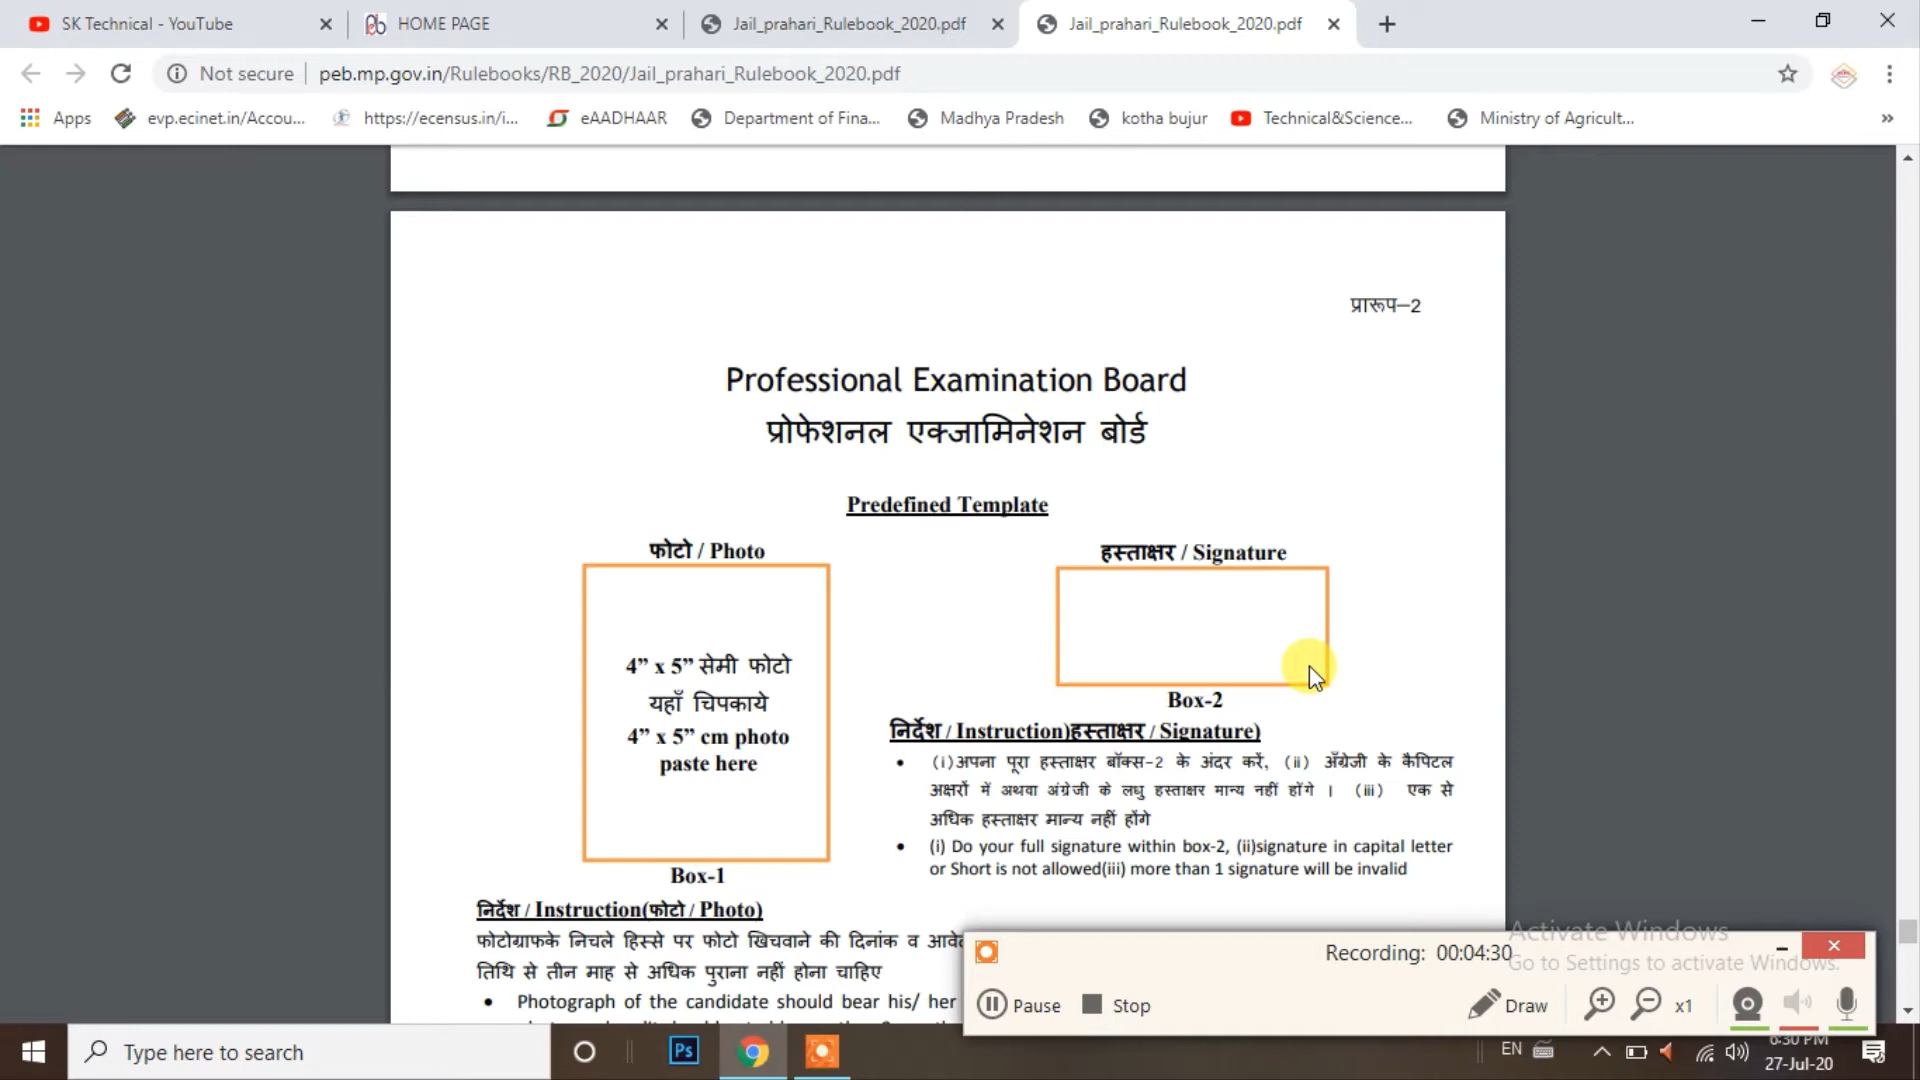 SK Technical - YouTube
HOME PAGE
Jail_prahari_Rulebook_2020.pdf
Jail_prahari_Rulebook_2020.pdf
Not secure
peb.mp.gov.in/Rulebooks/RB_2020/Jail_prahari_Rulebook_2020.pdf
Apps
evp.ecinet.in/Accou...
https://ecensus.in/i...
eAADHAAR
Department of Fina...
Madhya Pradesh
kotha bujur
Technical&Science...
Ministry of Agricult...
»
प्रारूप–2
Professional Examination Board
प्रोफेशनल एक्जामिनेशन बोर्ड
Predefined Template
फोटो / Photo
हस्ताक्षर / Signature
4” x 5” सेमी फोटो
यहाँ चिपकाये
4” x 5” cm photo
paste here
Box-1
Box-2
निर्देश / Instruction)हस्ताक्षर / Signature)
• (i)अपना पूरा हस्ताक्षर बॉक्स-2 के अंदर करें, (ii) अँग्रेजी के कैपिटल
अक्षरों में अथवा अंग्रेजी के लघु हस्ताक्षर मान्य नहीं होंगे । (iii) एक से
अधिक हस्ताक्षर मान्य नहीं होंगे
• (i) Do your full signature within box-2, (ii)signature in capital letter
or Short is not allowed(iii) more than 1 signature will be invalid
निर्देश / Instruction(फोटो / Photo)
फोटोग्राफके निचले हिस्से पर फोटो खिचवाने की दिनांक व
तिथि से तीन माह से अधिक पुराना नहीं होना चाहिए
• Photograph of the candidate should bear his/ her
Activate Windows
Go to Settings to activate Windows.
Recording: 00:04:30
Pause
Stop
Draw
x1
Type here to search
Ps
EN
6:30 PM
27-Jul-20